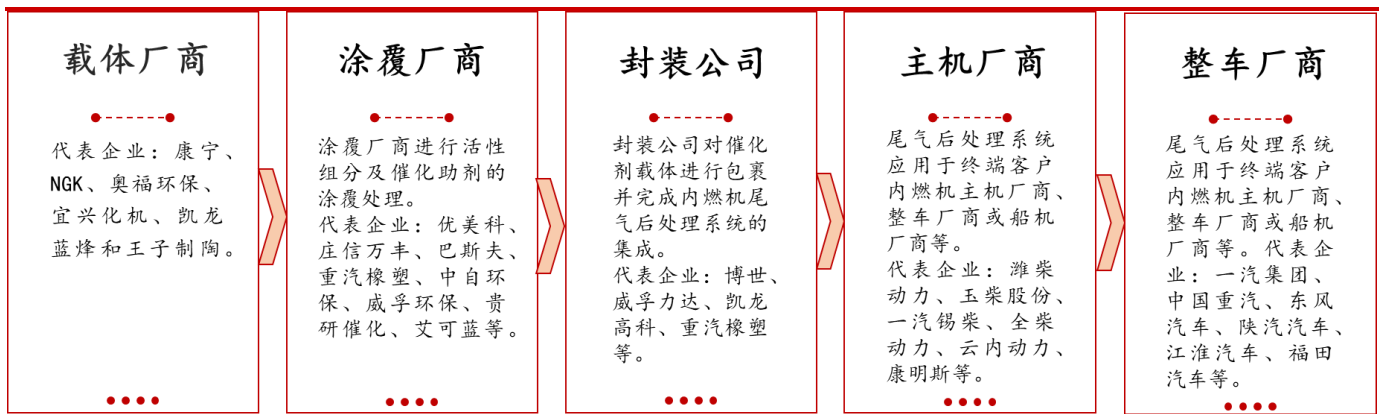 载体厂商
代表企业：康宁、
NGK、奥福环保、
宜兴化机、凯龙
蓝烽和王子制陶。
涂覆厂商
涂覆厂商进行活性
组分及催化助剂的
涂覆处理。
代表企业：优美科、
庄信万丰、巴斯夫、
重汽橡塑、中自环
保、威孚环保、贵
研催化、艾可蓝等。
封装公司
封装公司对催化
剂载体进行包裹
并完成内燃机尾
气后处理系统的
集成。
代表企业：博世、
威孚力达、凯龙
高科、重汽橡塑
等。
主机厂商
尾气后处理系统
应用于终端客户
内燃机主机厂商、
整车厂商或船机
厂商等。
代表企业：潍柴
动力、玉柴股份、
一汽锡柴、全柴
动力、云内动力、
康明斯等。
整车厂商
尾气后处理系统
应用于终端客户
内燃机主机厂商、
整车厂商或船机
厂商等。代表企
业：一汽集团、
中国重汽、东风
汽车、陕汽汽车、
江淮汽车、福田
汽车等。